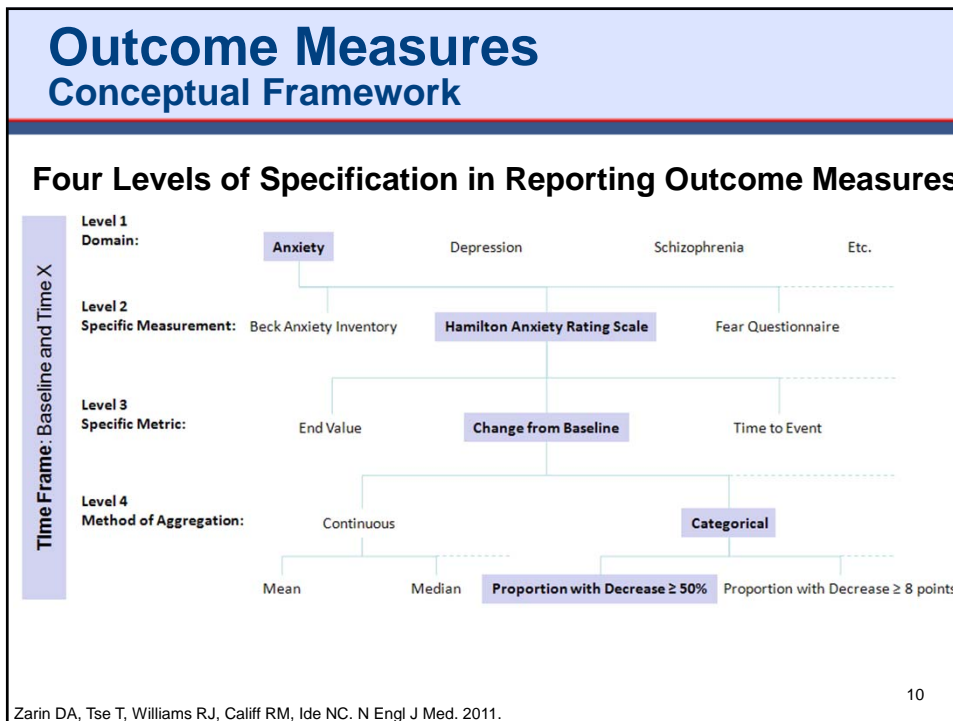 Outcome Measures
Conceptual Framework
Four Levels of Specification in Reporting Outcome Measures
Time Frame: Baseline and Time X
Level 1
Domain:
Anxiety Depression Schizophrenia Etc.
Level 2
Specific Measurement: Beck Anxiety Inventory Hamilton Anxiety Rating Scale Fear Questionnaire
Level 3
Specific Metric: End Value Change from Baseline Time to Event
Level 4
Method of Aggregation: Continuous Categorical
Mean Median Proportion with Decrease ≥ 50% Proportion with Decrease ≥ 8 points
10
Zarin DA, Tse T, Williams RJ, Califf RM, Ide NC. N Engl J Med. 2011.